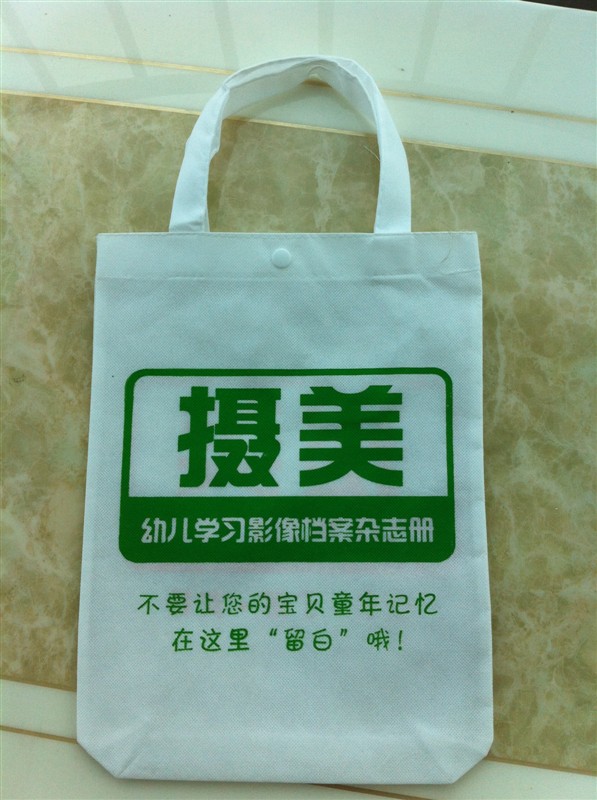 摄美
幼儿学习影像档案杂志册
不要让您的宝贝童年记忆
在这里“留白”哦！